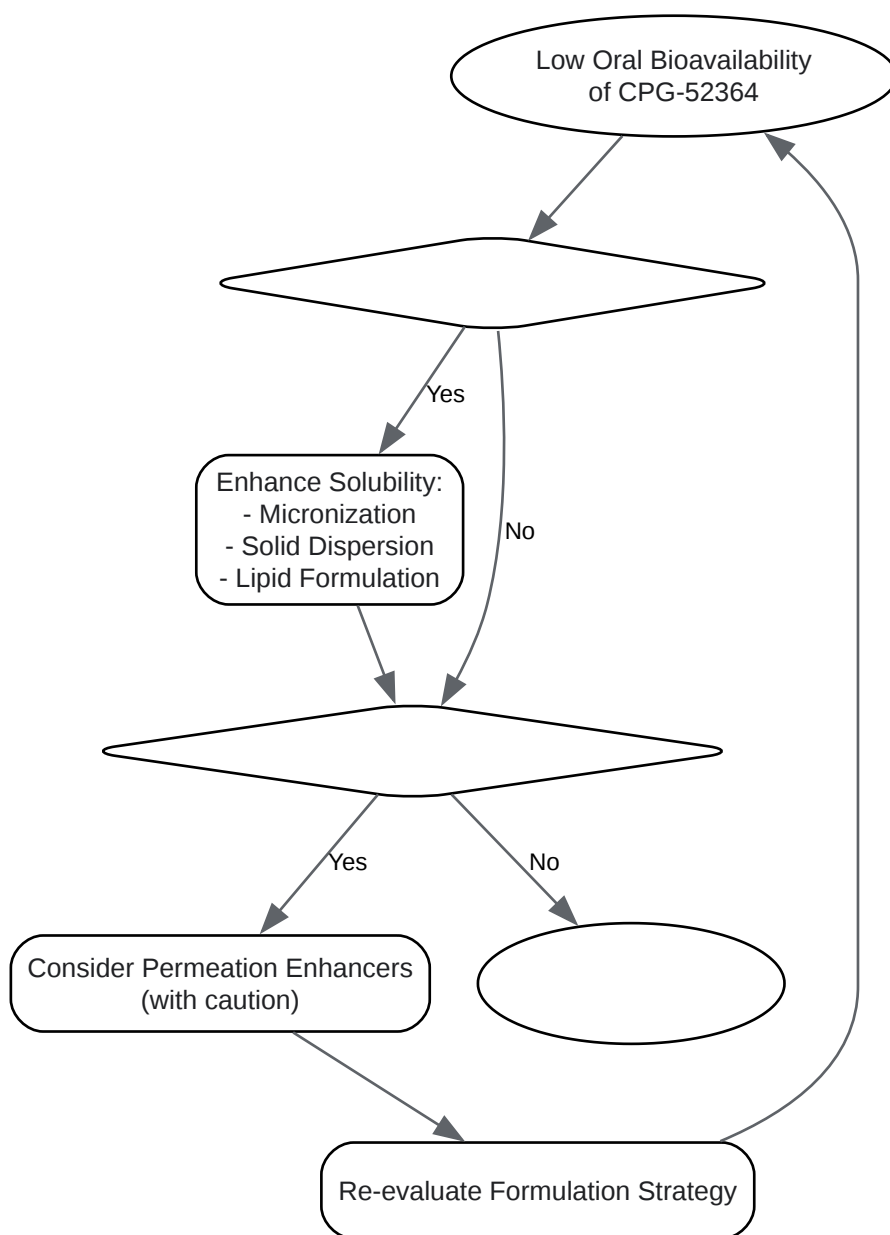 Low Oral Bioavailability
of CPG-52364
Yes
Enhance Solubility:
- Micronization
- Solid Dispersion
- Lipid Formulation
No
Yes
No
Consider Permeation Enhancers
(with caution)
Re-evaluate Formulation Strategy